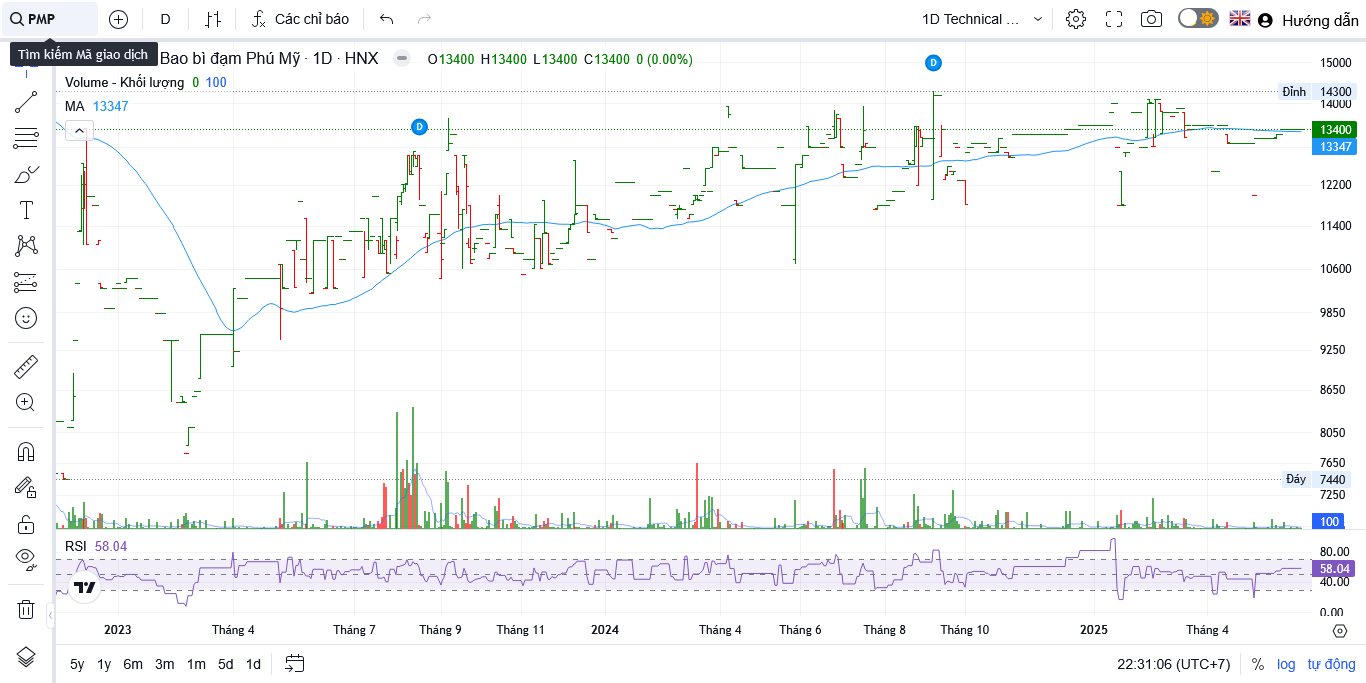 PMP
D
Các chỉ báo
1D Technical ...
Hướng dẫn
Tìm kiếm Mã giao dịch
Bao bì đạm Phú Mỹ · 1D · HNX
O13400 H13400 L13400 C13400 0 (0.00%)
Volume - Khối lượng 0 100
MA 13347
D
D
15000
Đỉnh 14300
14000
13400
13347
12200
11400
10600
9850
9250
8650
8050
7650
Đáy 7440
7250
100
RSI 58.04
80.00
58.04
40.00
0.00
2023 Tháng 4 Tháng 7 Tháng 9 Tháng 11 2024 Tháng 4 Tháng 6 Tháng 8 Tháng 10 2025 Tháng 4
5y 1y 6m 3m 1m 5d 1d
22:31:06 (UTC+7) % log tự động